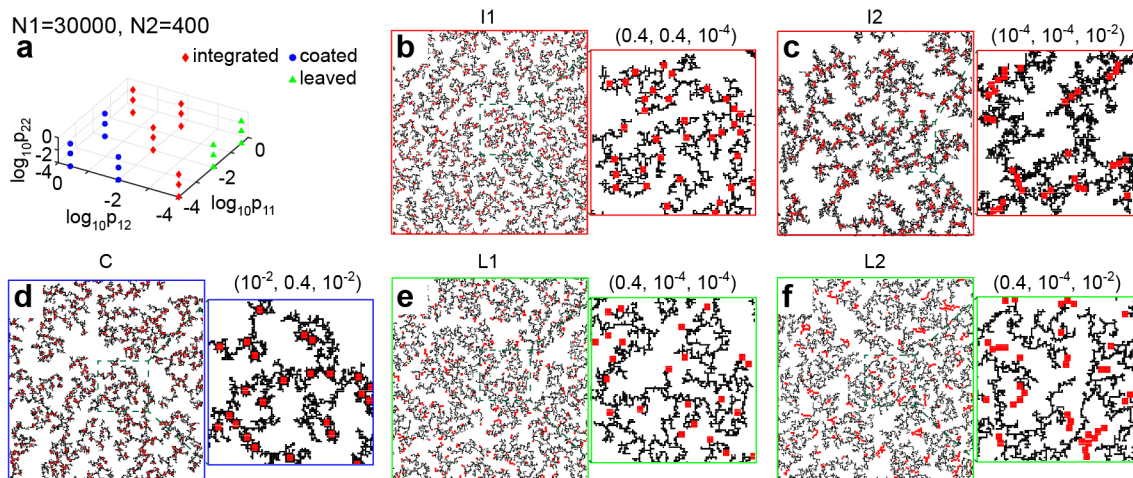 N1=30000, N2=400
a
integrated
coated
leaved
log₁₀p₂₂
0
-2
-4
0
-2
-4
log₁₀p₁₂
-4
-2
0
log₁₀p₁₁
I1
b
(0.4, 0.4, 10⁻⁴)
I2
c
(10⁻⁴, 10⁻⁴, 10⁻²)
C
d
(10⁻², 0.4, 10⁻²)
L1
e
(0.4, 10⁻⁴, 10⁻⁴)
L2
f
(0.4, 10⁻⁴, 10⁻²)